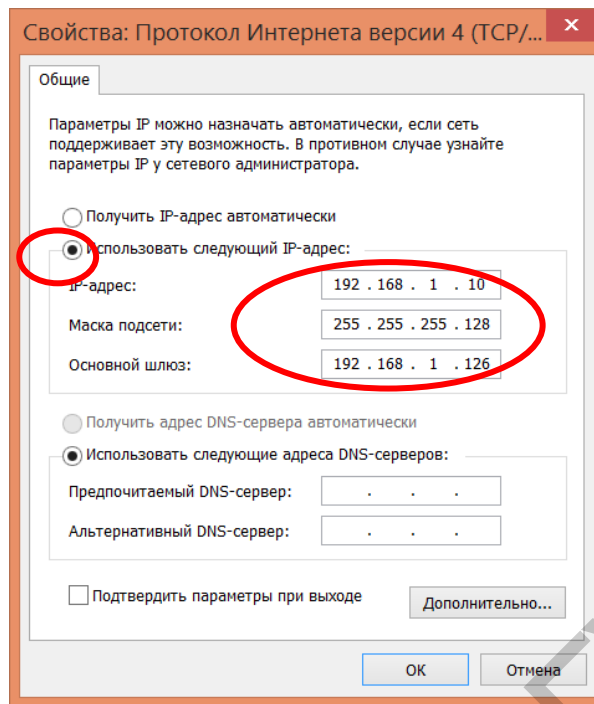 Свойства: Протокол Интернета версии 4 (TCP/...
Общие
Параметры IP можно назначать автоматически, если сеть
поддерживает эту возможность. В противном случае узнайте
параметры IP у сетевого администратора.
Получить IP-адрес автоматически
Использовать следующий IP-адрес:
IP-адрес: 192 . 168 . 1 . 10
Маска подсети: 255 . 255 . 255 . 128
Основной шлюз: 192 . 168 . 1 . 126
Получить адрес DNS-сервера автоматически
Использовать следующие адреса DNS-серверов:
Предпочитаемый DNS-сервер: . . .
Альтернативный DNS-сервер: . . .
Подтвердить параметры при выходе
Дополнительно...
ОК Отмена